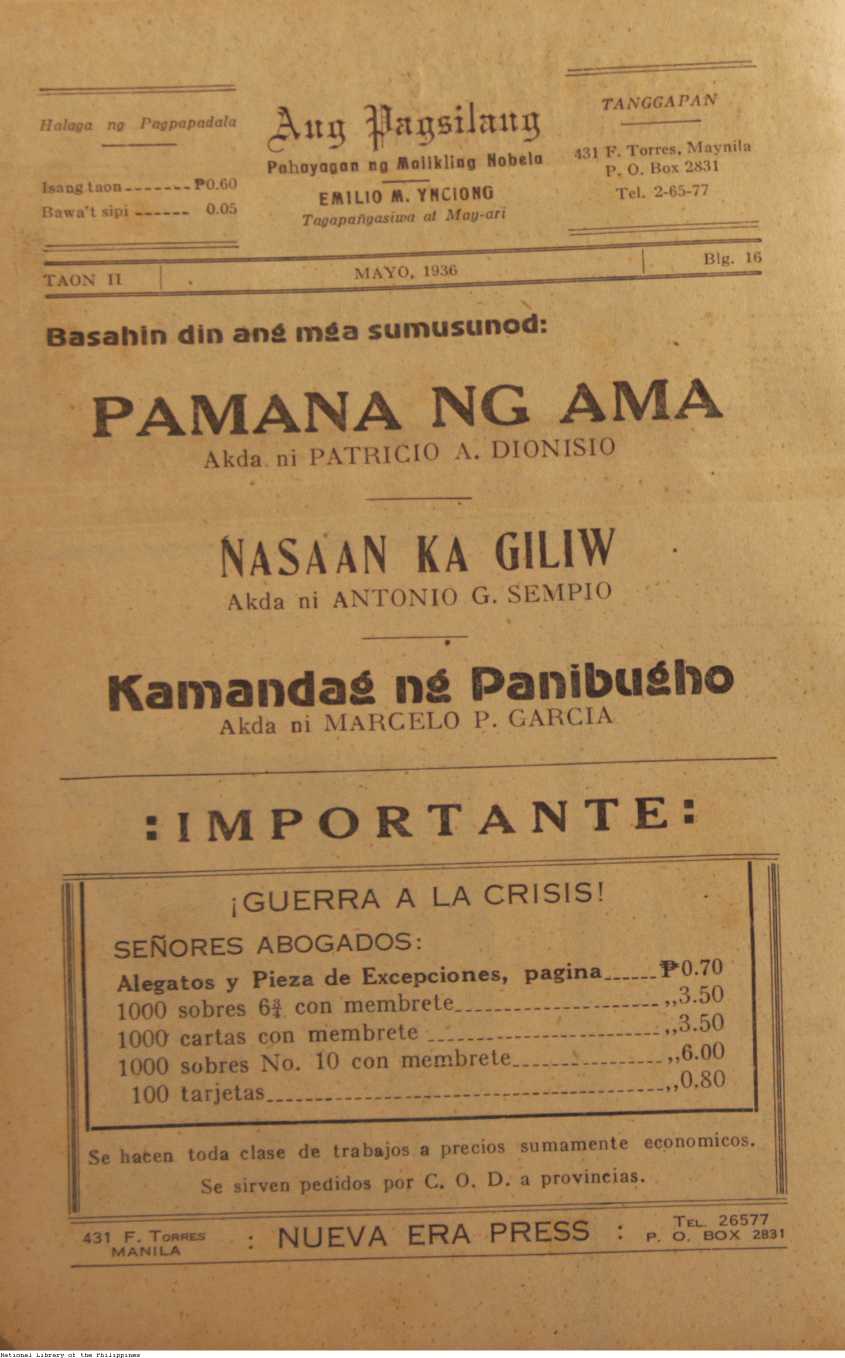 Halaga ng Pagpapadala
Isang taon ------- ₱0.60
Bawa't sipi ------ 0.05
Ang Pagsilang
Pahayagan ng Maikling Nobela
EMILIO M. YNCIONG
Tagapañgasiwa at May-ari
TANGGAPAN
431 F. Torres, Maynila
P. O. Box 2831
Tel. 2-65-77
TAON II MAYO, 1936 Blg. 16
Basahin din ang mga sumusunod:
PAMANA NG AMA
Akda ni PATRICIO A. DIONISIO
NASAAN KA GILIW
Akda ni ANTONIO G. SEMPIO
Kamandag ng Panibugho
Akda ni MARCELO P. GARCIA
:IMPORTANTE:
¡GUERRA A LA CRISIS!
SEÑORES ABOGADOS:
Alegatos y Pieza de Excepciones, pagina ------ ₱0.70
1000 sobres 6¾ con membrete ---------------------- ,,3.50
1000 cartas con membrete ------------------------- ,,3.50
1000 sobres No. 10 con membrete ---------------- ,,6.00
100 tarjetas ------------------------------------------ ,,0.80
Se hacen toda clase de trabajos a precios sumamente economicos.
Se sirven pedidos por C. O. D. a provincias.
431 F. TORRES
MANILA
: NUEVA ERA PRESS :
TEL. 26577
P. O. BOX 2831
National Library of the Philippines